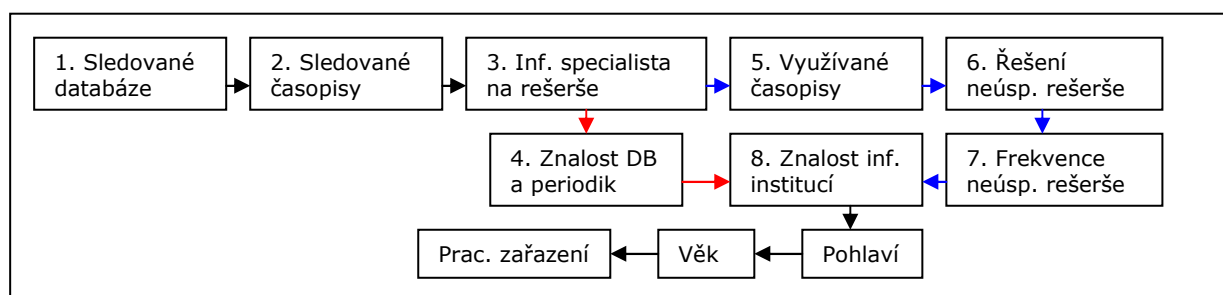 1. Sledované
databáze
2. Sledované
časopisy
3. Inf. specialista
na rešerše
5. Využívané
časopisy
6. Řešení
neúsp. rešerše
4. Znalost DB
a periodik
8. Znalost inf.
institucí
7. Frekvence
neúsp. rešerše
Prac. zařazení
Věk
Pohlaví